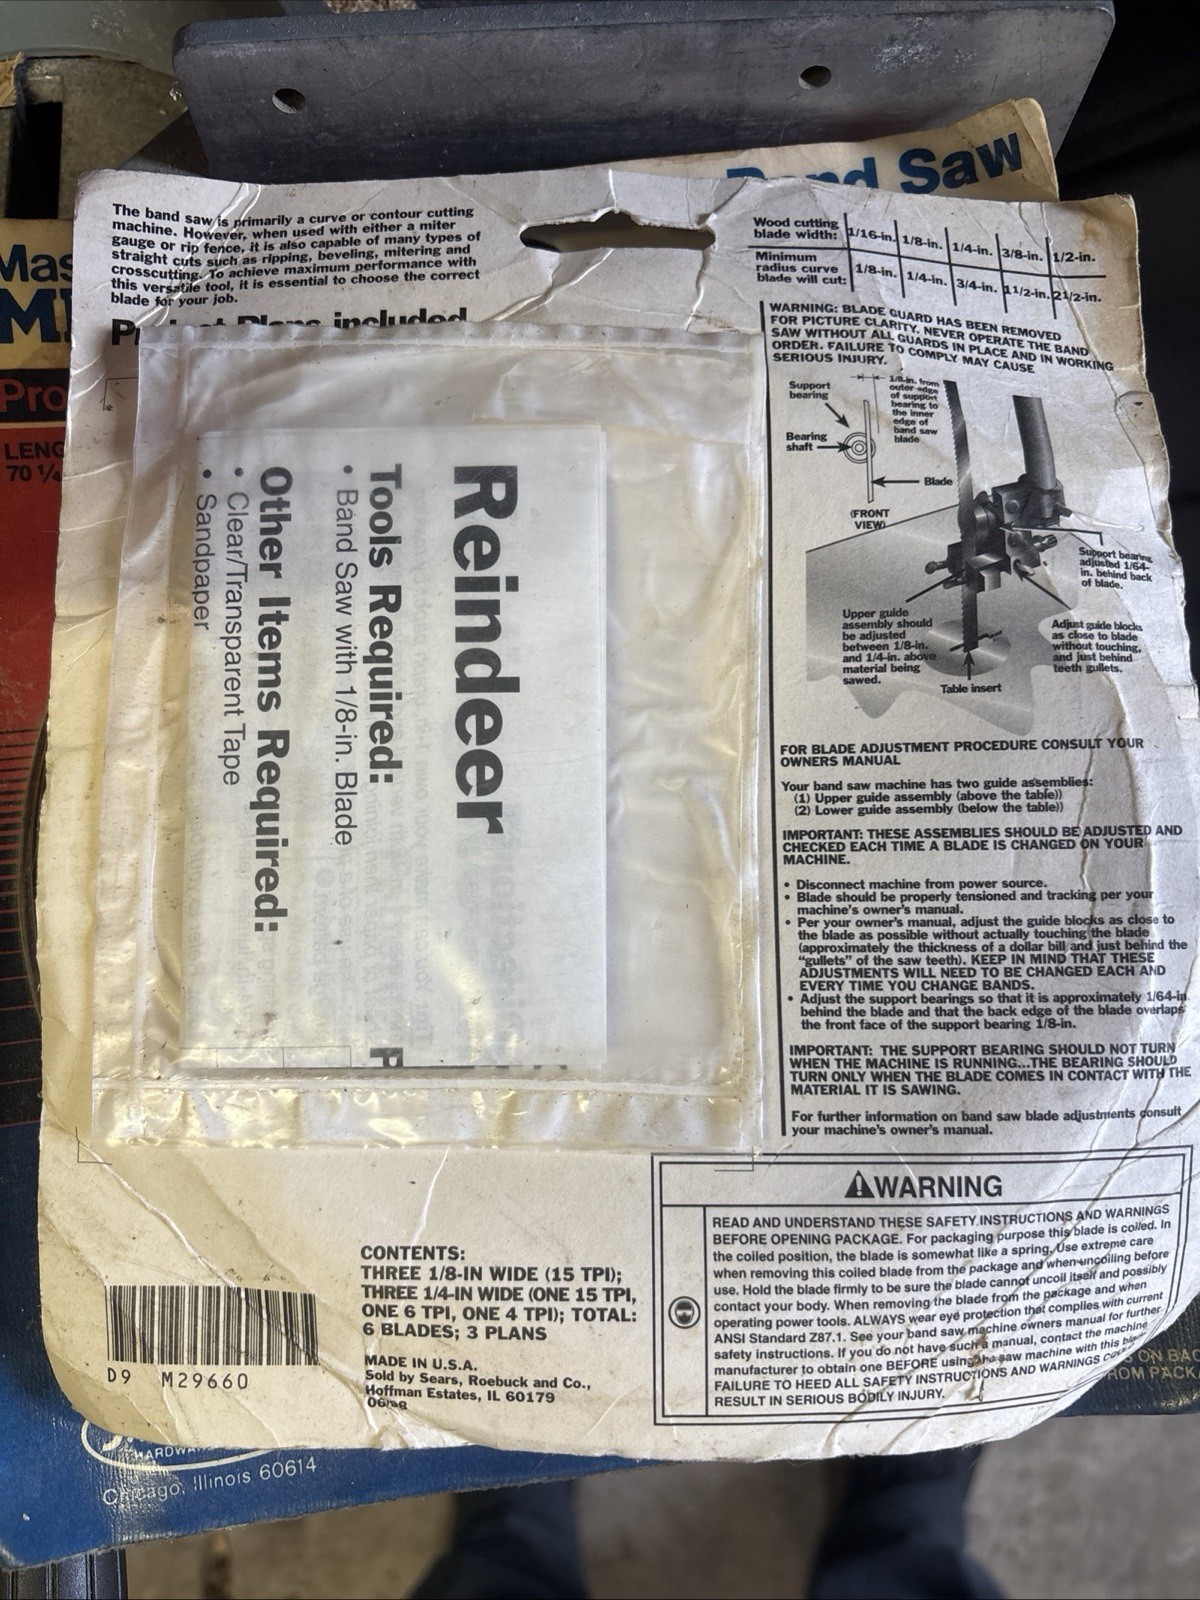 Band Saw
The band saw is primarily a curve or contour cutting
machine. However, when used with either a miter
gauge or rip fence, it is also capable of many types of
straight cuts such as ripping, beveling, mitering and
crosscutting. To achieve maximum performance with
this versatile tool, it is essential to choose the correct
blade for your job.
Plans included
Wood cutting
blade width: 1/16-in. 1/8-in. 1/4-in. 3/8-in. 1/2-in.
Minimum
radius curve
blade will cut: 1/8-in. 1/4-in. 3/4-in. 1 1/2-in. 2 1/2-in.
WARNING: BLADE GUARD HAS BEEN REMOVED
FOR PICTURE CLARITY. NEVER OPERATE THE BAND
SAW WITHOUT ALL GUARDS IN PLACE AND IN WORKING
ORDER. FAILURE TO COMPLY MAY CAUSE
SERIOUS INJURY.
Support
bearing
1/8-in. from
outer edge
of support
bearing to
the inner
edge of
band saw
blade
Bearing
shaft
Blade
(FRONT
VIEW)
Support bearing
adjusted 1/64-
in. behind back
of blade.
Upper guide
assembly should
be adjusted
between 1/8-in.
and 1/4-in. above
material being
sawed.
Adjust guide blocks
as close to blade
without touching,
and just behind
teeth gullets.
Table insert
FOR BLADE ADJUSTMENT PROCEDURE CONSULT YOUR
OWNERS MANUAL
Your band saw machine has two guide assemblies:
(1) Upper guide assembly (above the table))
(2) Lower guide assembly (below the table))
IMPORTANT: THESE ASSEMBLIES SHOULD BE ADJUSTED AND
CHECKED EACH TIME A BLADE IS CHANGED ON YOUR
MACHINE.
• Disconnect machine from power source.
• Blade should be properly tensioned and tracking per your
machine's owner's manual.
• Per your owner's manual, adjust the guide blocks as close to
the blade as possible without actually touching the blade
(approximately the thickness of a dollar bill and just behind the
"gullets" of the saw teeth). KEEP IN MIND THAT THESE
ADJUSTMENTS WILL NEED TO BE CHANGED EACH AND
EVERY TIME YOU CHANGE BANDS.
• Adjust the support bearings so that it is approximately 1/64-in.
behind the blade and that the back edge of the blade overlaps
the front face of the support bearing 1/8-in.
IMPORTANT: THE SUPPORT BEARING SHOULD NOT TURN
WHEN THE MACHINE IS RUNNING...THE BEARING SHOULD
TURN ONLY WHEN THE BLADE COMES IN CONTACT WITH THE
MATERIAL IT IS SAWING.
For further information on band saw blade adjustments consult
your machine's owner's manual.
Reindeer
Tools Required:
• Band Saw with 1/8-in. Blade
Other Items Required:
• Clear/Transparent Tape
• Sandpaper
P
Mas
Pro
LENG
70 1/4
WARNING
READ AND UNDERSTAND THESE SAFETY INSTRUCTIONS AND WARNINGS
BEFORE OPENING PACKAGE. For packaging purpose this blade is coiled. In
the coiled position, the blade is somewhat like a spring. Use extreme care
when removing this coiled blade from the package and when uncoiling before
use. Hold the blade firmly to be sure the blade cannot uncoil itself and possibly
contact your body. When removing the blade from the package and when
operating power tools. ALWAYS wear eye protection that complies with current
ANSI Standard Z87.1. See your band saw machine owners manual for further
safety instructions. If you do not have such a manual, contact the machine
manufacturer to obtain one BEFORE using the saw machine with this
FAILURE TO HEED ALL SAFETY INSTRUCTIONS AND WARNINGS
RESULT IN SERIOUS BODILY INJURY.
CONTENTS:
THREE 1/8-IN WIDE (15 TPI);
THREE 1/4-IN WIDE (ONE 15 TPI,
ONE 6 TPI, ONE 4 TPI); TOTAL:
6 BLADES; 3 PLANS
MADE IN U.S.A.
Sold by Sears, Roebuck and Co.,
Hoffman Estates, IL 60179
D9 M29660
ON BAC
ROM PACK
Chicago, Illinois 60614